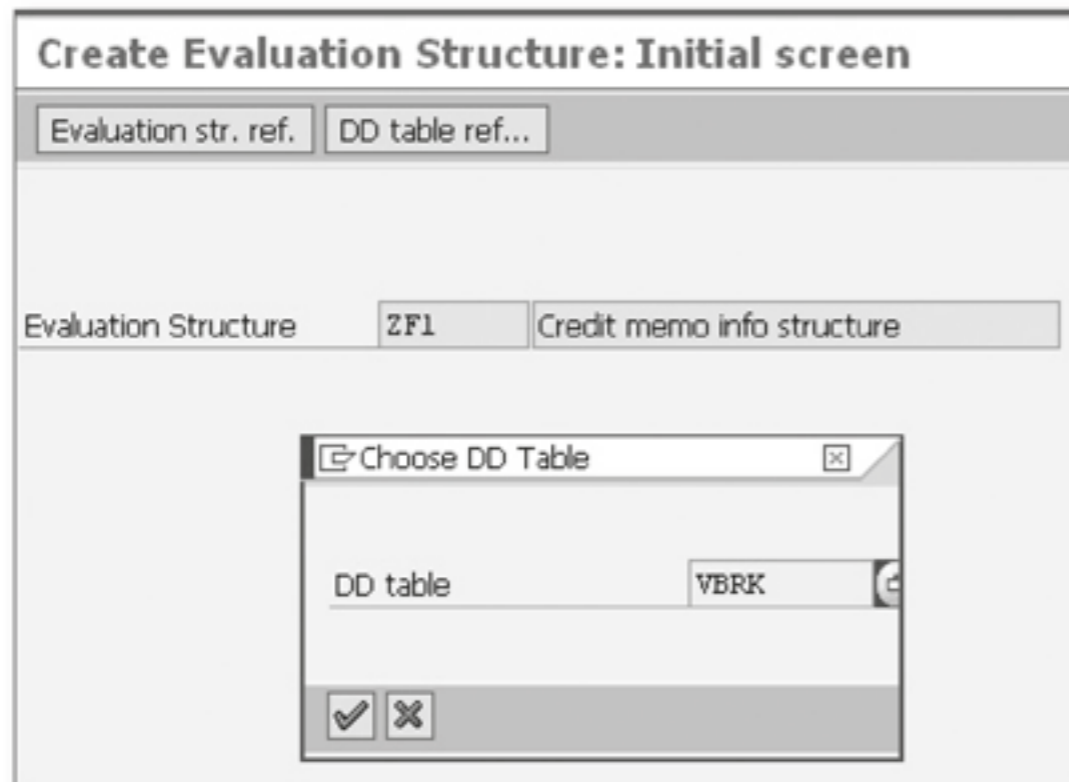 Create Evaluation Structure: Initial screen
Evaluation str. ref. DD table ref...
Evaluation Structure ZF1 Credit memo info structure
Choose DD Table
DD table VBRK